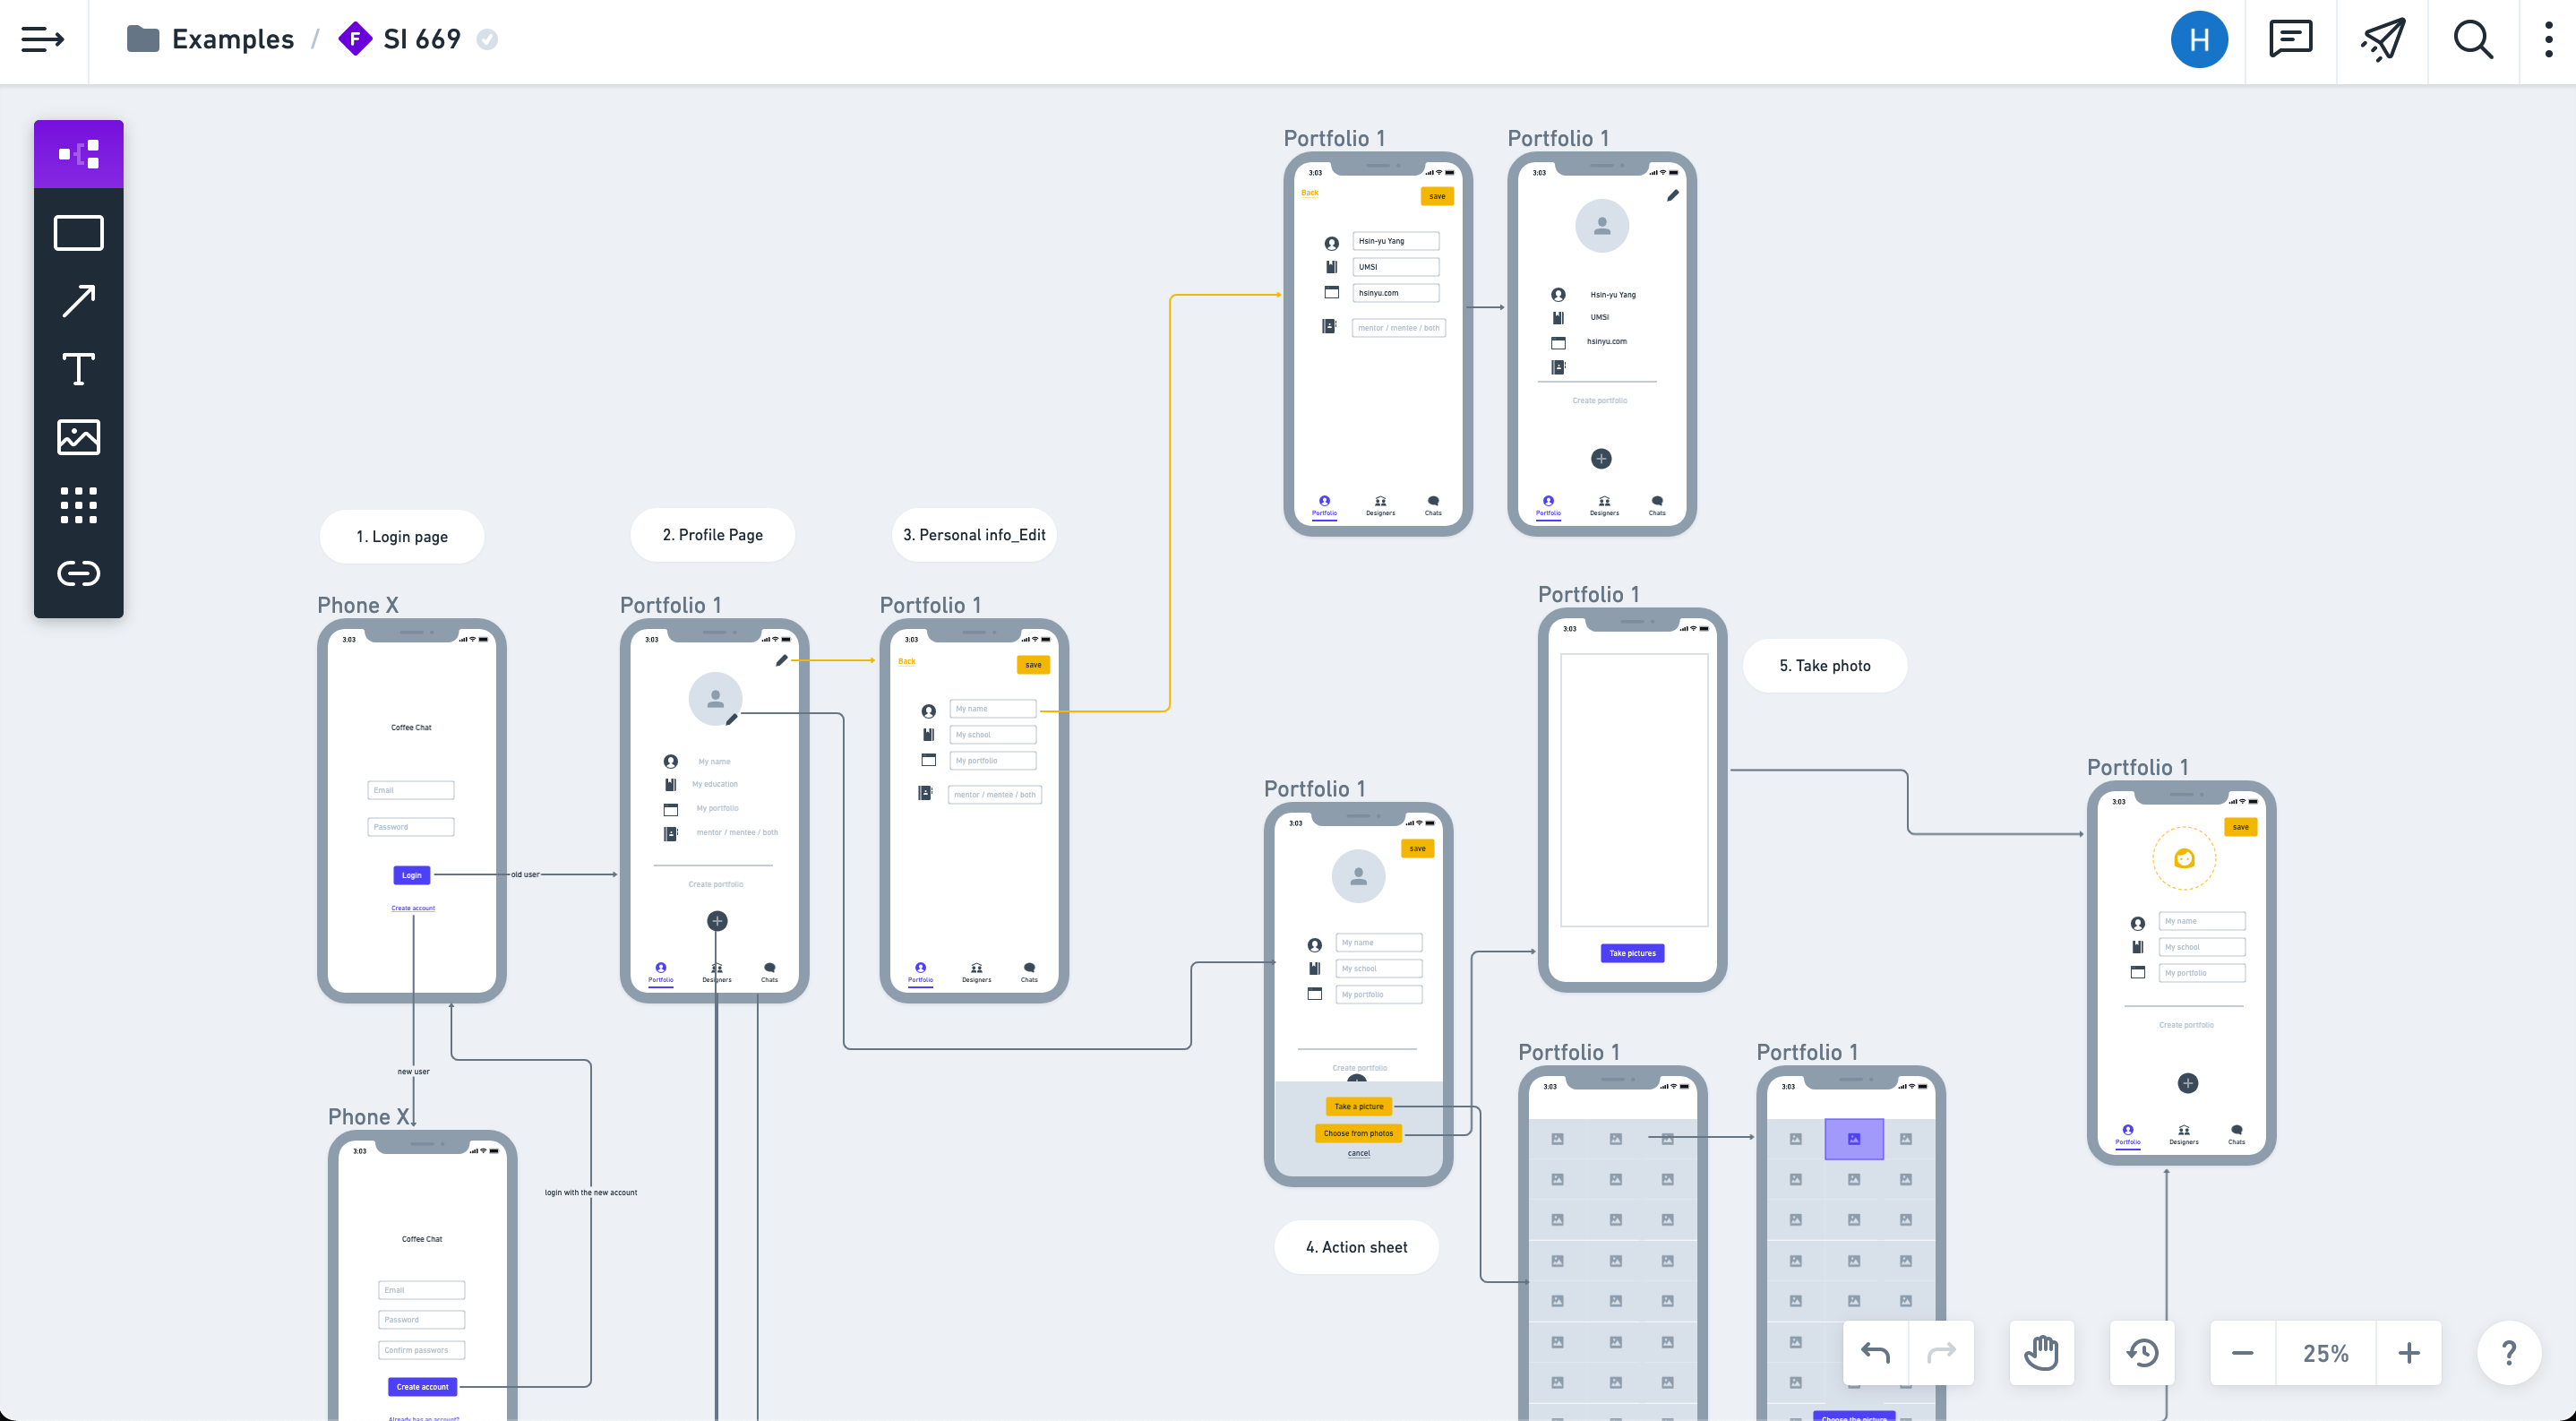 Examples / F SI 669
H
Portfolio 1
3:03
Back
save
Hsin-yu Yang
UMSI
hsinyu.com
mentor / mentee / both
Portfolio
Designers
Chats
Portfolio 1
3:03
Hsin-yu Yang
UMSI
hsinyu.com
Create portfolio
Portfolio
Designers
Chats
1. Login page
2. Profile Page
3. Personal info_Edit
Phone X
3:03
Coffee Chat
Email
Password
Login
Create account
old user
new user
Portfolio 1
3:03
My name
My education
My portfolio
mentor / mentee / both
Create portfolio
Portfolio
Designers
Chats
Portfolio 1
3:03
Back
save
My name
My school
My portfolio
mentor / mentee / both
Portfolio
Designers
Chats
Portfolio 1
3:03
Take pictures
5. Take photo
Portfolio 1
3:03
save
My name
My school
My portfolio
Create portfolio
Take a picture
Choose from photos
cancel
4. Action sheet
Portfolio 1
3:03
save
My name
My school
My portfolio
Create portfolio
Portfolio
Designers
Chats
Portfolio 1
3:03
Portfolio 1
3:03
Choose the picture
Phone X
3:03
Coffee Chat
Email
Password
Confirm passwors
Create account
Already has an account?
login with the new account
25%
?